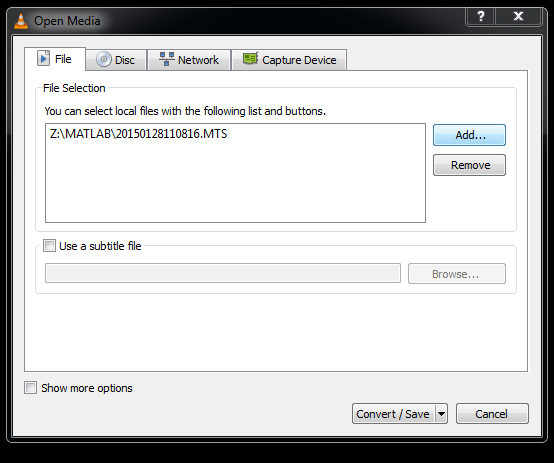 Open Media
?
File
Disc
Network
Capture Device
File Selection
You can select local files with the following list and buttons.
Z:\MATLAB\20150128110816.MTS
Add...
Remove
Use a subtitle file
Browse...
Show more options
Convert / Save
Cancel